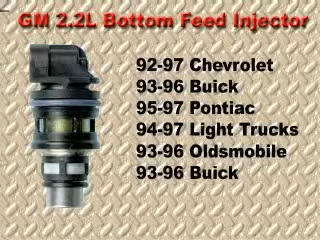 GM 2.2L Bottom Feed Injector
92-97 Chevrolet
93-96 Buick
95-97 Pontiac
94-97 Light Trucks
93-96 Oldsmobile
93-96 Buick